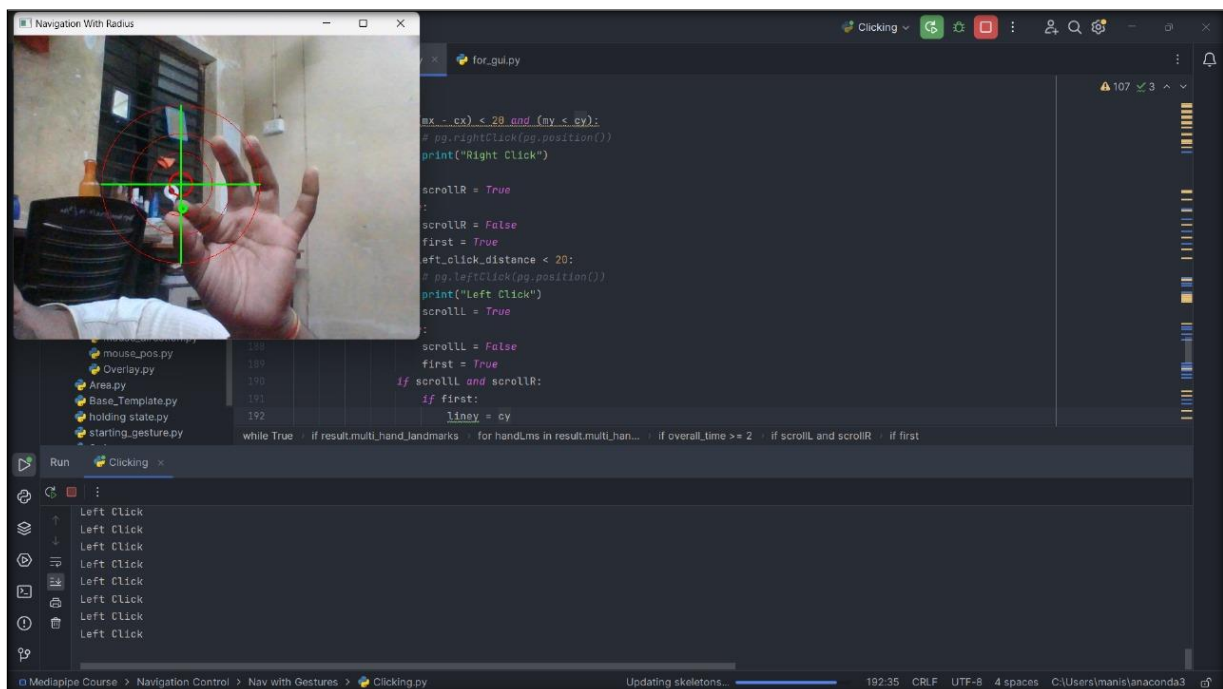 Navigation With Radius
Clicking
for_gui.py
107 3
mx - cx) < 20 and (my < cy):
# pg.rightClick(pg.position())
print("Right Click")
scrollR = True
:
scrollR = False
first = True
eft_click_distance < 20:
# pg.leftClick(pg.position())
print("Left Click")
scrollL = True
:
188 scrollL = False
mouse_pos.py
189 first = True
Overlay.py
190 if scrollL and scrollR:
Area.py
191 if first:
Base_Template.py
192 liney = cy
holding state.py
starting_gesture.py
while True › if result.multi_hand_landmarks › for handLms in result.multi_han... › if overall_time >= 2 › if scrollL and scrollR › if first
Run Clicking
Left Click
Left Click
Left Click
Left Click
Left Click
Left Click
Left Click
Left Click
Mediapipe Course > Navigation Control > Nav with Gestures > Clicking.py Updating skeletons... 192:35 CRLF UTF-8 4 spaces C:\Users\manis\anaconda3